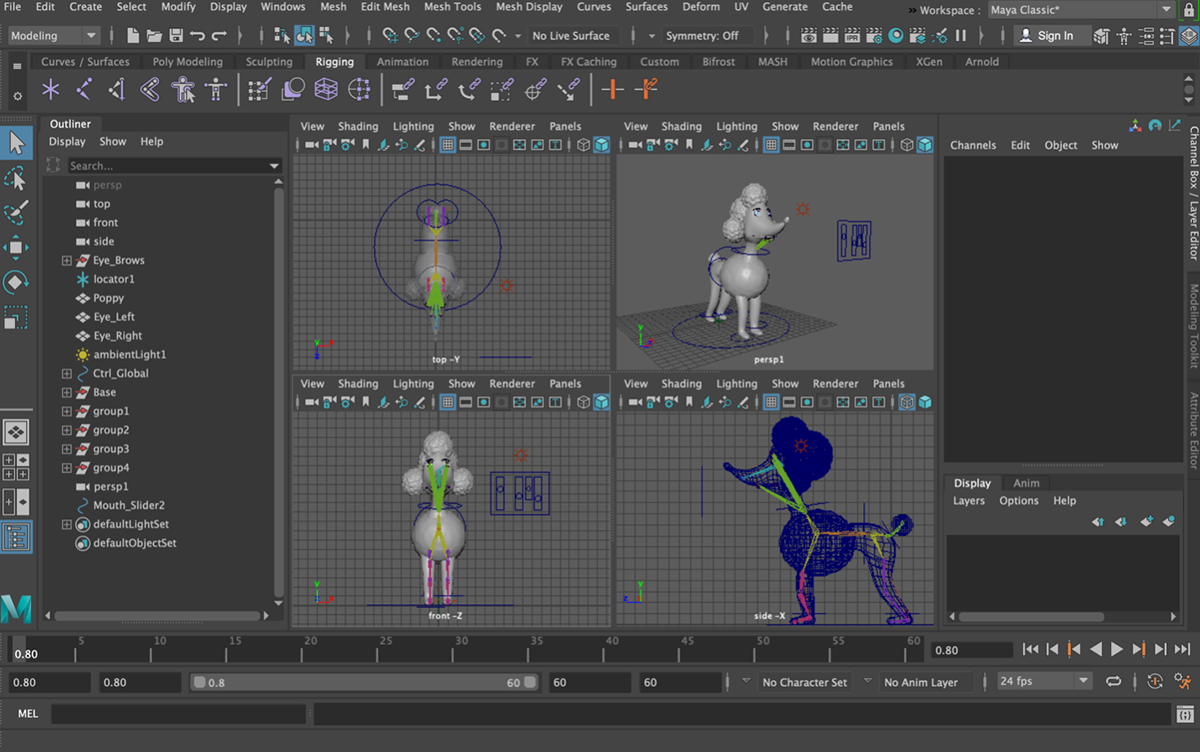 File Edit Create Select Modify Display Windows Mesh Edit Mesh Mesh Tools Mesh Display Curves Surfaces Deform UV Generate Cache » Workspace : Maya Classic*
Modeling No Live Surface Symmetry: Off Sign In
Curves / Surfaces Poly Modeling Sculpting Rigging Animation Rendering FX FX Caching Custom Bifrost MASH Motion Graphics XGen Arnold
Outliner
Display Show Help
Search...
persp
top
front
side
Eye_Brows
locator1
Poppy
Eye_Left
Eye_Right
ambientLight1
Ctrl_Global
Base
group1
group2
group3
group4
persp1
Mouth_Slider2
defaultLightSet
defaultObjectSet
View Shading Lighting Show Renderer Panels
top -Y
View Shading Lighting Show Renderer Panels
persp1
View Shading Lighting Show Renderer Panels
front -Z
View Shading Lighting Show Renderer Panels
side -X
Channels Edit Object Show
Channel Box / Layer Editor
Modeling Toolkit
Attribute Editor
Display Anim
Layers Options Help
5 10 15 20 25 30 35 40 45 50 55 60
0.80 0.80
0.80 0.80 0.8 60 60 60 No Character Set No Anim Layer 24 fps
MEL